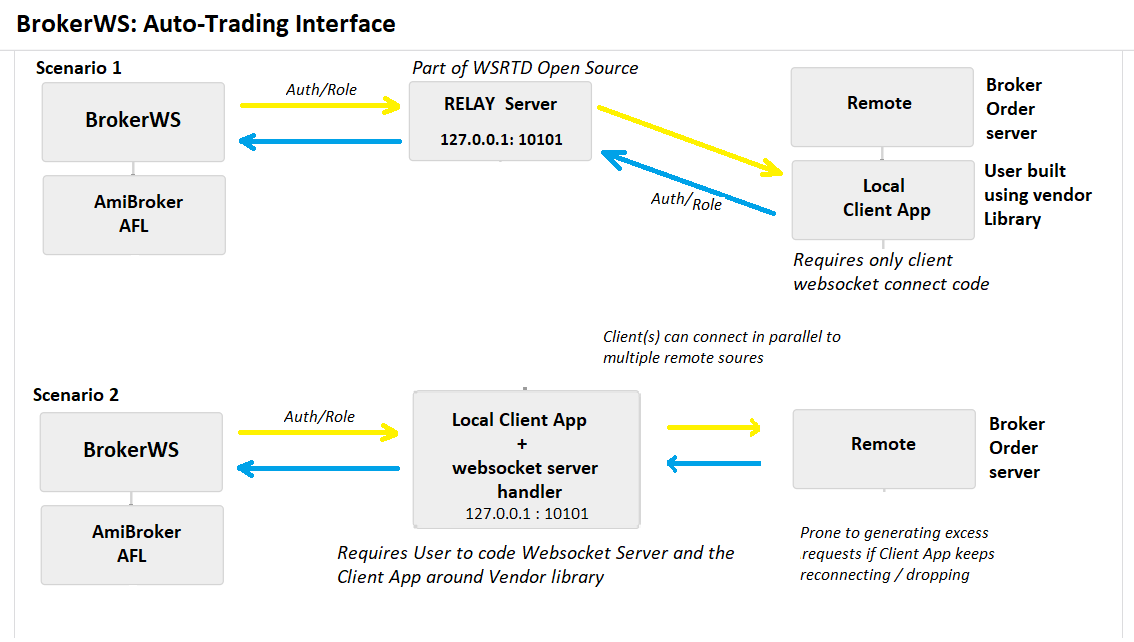 BrokerWS: Auto-Trading Interface
Scenario 1
Part of WSRTD Open Source
BrokerWS
Auth/Role
RELAY Server
127.0.0.1: 10101
Remote
Broker
Order
server
AmiBroker
AFL
Auth/Role
Local
Client App
User built
using vendor
Library
Requires only client
websocket connect code
Client(s) can connect in parallel to
multiple remote soures
Scenario 2
BrokerWS
Auth/Role
Local Client App
+
websocket server
handler
127.0.0.1 : 10101
Remote
Broker
Order
server
AmiBroker
AFL
Requires User to code Websocket Server and the
Client App around Vendor library
Prone to generating excess
requests if Client App keeps
reconnecting / dropping